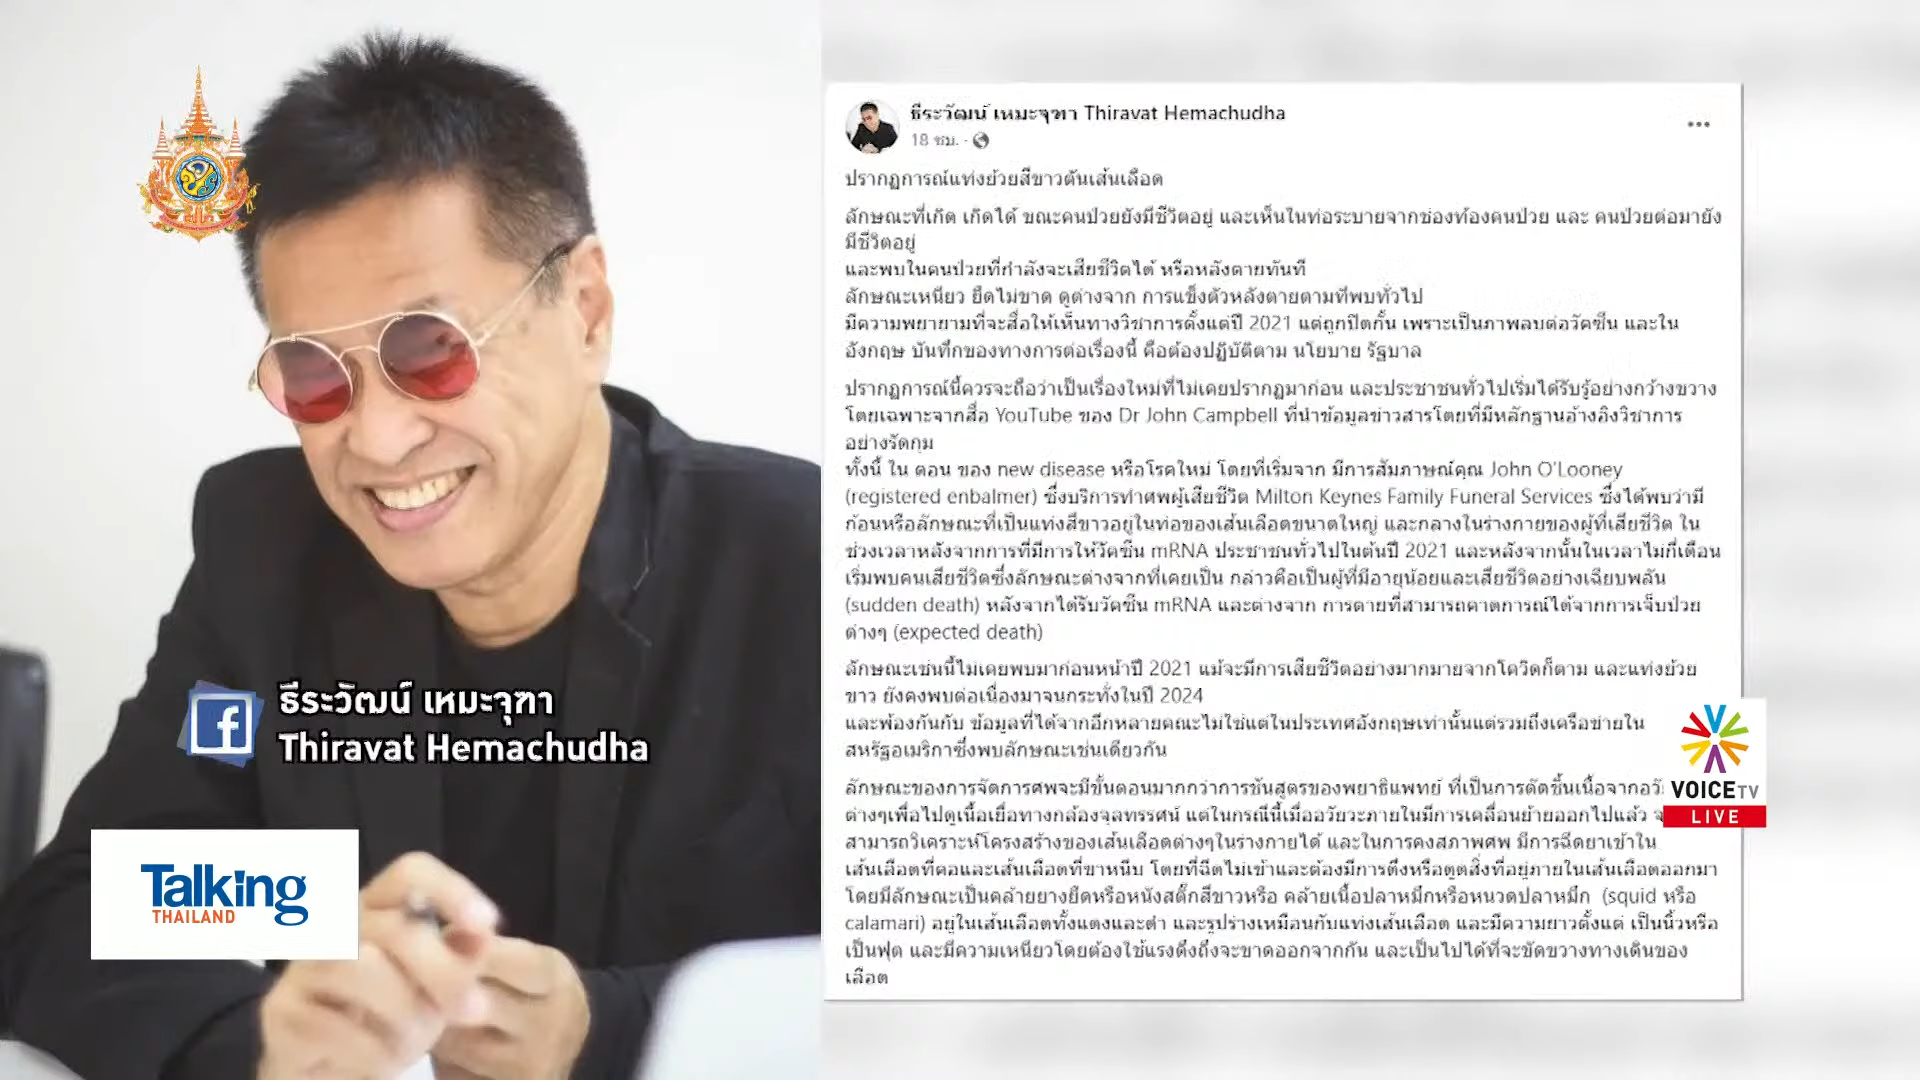 ธีระวัฒน์ เหมะจุฑา Thiravat Hemachudha
18 ชม.
ปรากฏการณ์แท่งย้วยสีขาวตันเส้นเลือด
ลักษณะที่เกิด เกิดได้ ขณะคนป่วยยังมีชีวิตอยู่ และเห็นในท่อระบายจากช่องท้องคนป่วย และ คนป่วยต่อมายัง
มีชีวิตอยู่
และพบในคนป่วยที่กำลังจะเสียชีวิตได้ หรือหลังตายทันที
ลักษณะเหนียว ยืดไม่ขาด ดูต่างจาก การแข็งตัวหลังตายตามที่พบทั่วไป
มีความพยายามที่จะสื่อให้เห็นทางวิชาการตั้งแต่ปี 2021 แต่ถูกปิดกั้น เพราะเป็นภาพลบต่อวัคซีน และใน
อังกฤษ บันทึกของทางการต่อเรื่องนี้ คือต้องปฏิบัติตาม นโยบาย รัฐบาล
ปรากฏการณ์นี้ควรจะถือว่าเป็นเรื่องใหม่ที่ไม่เคยปรากฏมาก่อน และประชาชนทั่วไปเริ่มได้รับรู้อย่างกว้างขวาง
โดยเฉพาะจากสื่อ YouTube ของ Dr John Campbell ที่นำข้อมูลข่าวสารโดยที่มีหลักฐานอ้างอิงวิชาการ
อย่างรัดกุม
ทั้งนี้ ใน ตอน ของ new disease หรือโรคใหม่ โดยที่เริ่มจาก มีการสัมภาษณ์คุณ John O'Looney
(registered enbalmer) ซึ่งบริการทำศพผู้เสียชีวิต Milton Keynes Family Funeral Services ซึ่งได้พบว่ามี
ก้อนหรือลักษณะที่เป็นแท่งสีขาวอยู่ในท่อของเส้นเลือดขนาดใหญ่ และกลางในร่างกายของผู้ที่เสียชีวิต ใน
ช่วงเวลาหลังจากการที่มีการให้วัคซีน mRNA ประชาชนทั่วไปในต้นปี 2021 และหลังจากนั้นในเวลาไม่กี่เดือน
เริ่มพบคนเสียชีวิตซึ่งลักษณะต่างจากที่เคยเป็น กล่าวคือเป็นผู้ที่มีอายุน้อยและเสียชีวิตอย่างเฉียบพลัน
(sudden death) หลังจากได้รับวัคซีน mRNA และต่างจาก การตายที่สามารถคาดการณ์ได้จากการเจ็บป่วย
ต่างๆ (expected death)
ลักษณะเช่นนี้ไม่เคยพบมาก่อนหน้าปี 2021 แม้จะมีการเสียชีวิตอย่างมากมายจากโควิดก็ตาม และแท่งย้วย
ขาว ยังคงพบต่อเนื่องมาจนกระทั่งในปี 2024
และพ้องกันกับ ข้อมูลที่ได้จากอีกหลายคณะไม่ใช่แต่ในประเทศอังกฤษเท่านั้นแต่รวมถึงเครือข่ายใน
สหรัฐอเมริกาซึ่งพบลักษณะเช่นเดียวกัน
ลักษณะของการจัดการศพจะมีขั้นตอนมากกว่าการชันสูตรของพยาธิแพทย์ ที่เป็นการตัดชิ้นเนื้อจากอวั
ต่างๆเพื่อไปดูเนื้อเยื่อทางกล้องจุลทรรศน์ แต่ในกรณีนี้เมื่ออวัยวะภายในมีการเคลื่อนย้ายออกไปแล้ว จ
สามารถวิเคราะห์โครงสร้างของเส้นเลือดต่างๆในร่างกายได้ และในการคงสภาพศพ มีการฉีดยาเข้าใน
เส้นเลือดที่คอและเส้นเลือดที่ขาหนีบ โดยที่ฉีดไม่เข้าและต้องมีการดึงหรือดูดสิ่งที่อยู่ภายในเส้นเลือดออกมา
โดยมีลักษณะเป็นคล้ายยางยืดหรือหนังสติ๊กสีขาวหรือ คล้ายเนื้อปลาหมึกหรือหนวดปลาหมึก (squid หรือ
calamari) อยู่ในเส้นเลือดทั้งแดงและดำ และรูปร่างเหมือนกับแท่งเส้นเลือด และมีความยาวตั้งแต่ เป็นนิ้วหรือ
เป็นฟุต และมีความเหนียวโดยต้องใช้แรงดึงถึงจะขาดออกจากกัน และเป็นไปได้ที่จะขัดขวางทางเดินของ
เลือด
ธีระวัฒน์ เหมะจุฑา
Thiravat Hemachudha
Talking
THAILAND
VOICE TV
LIVE